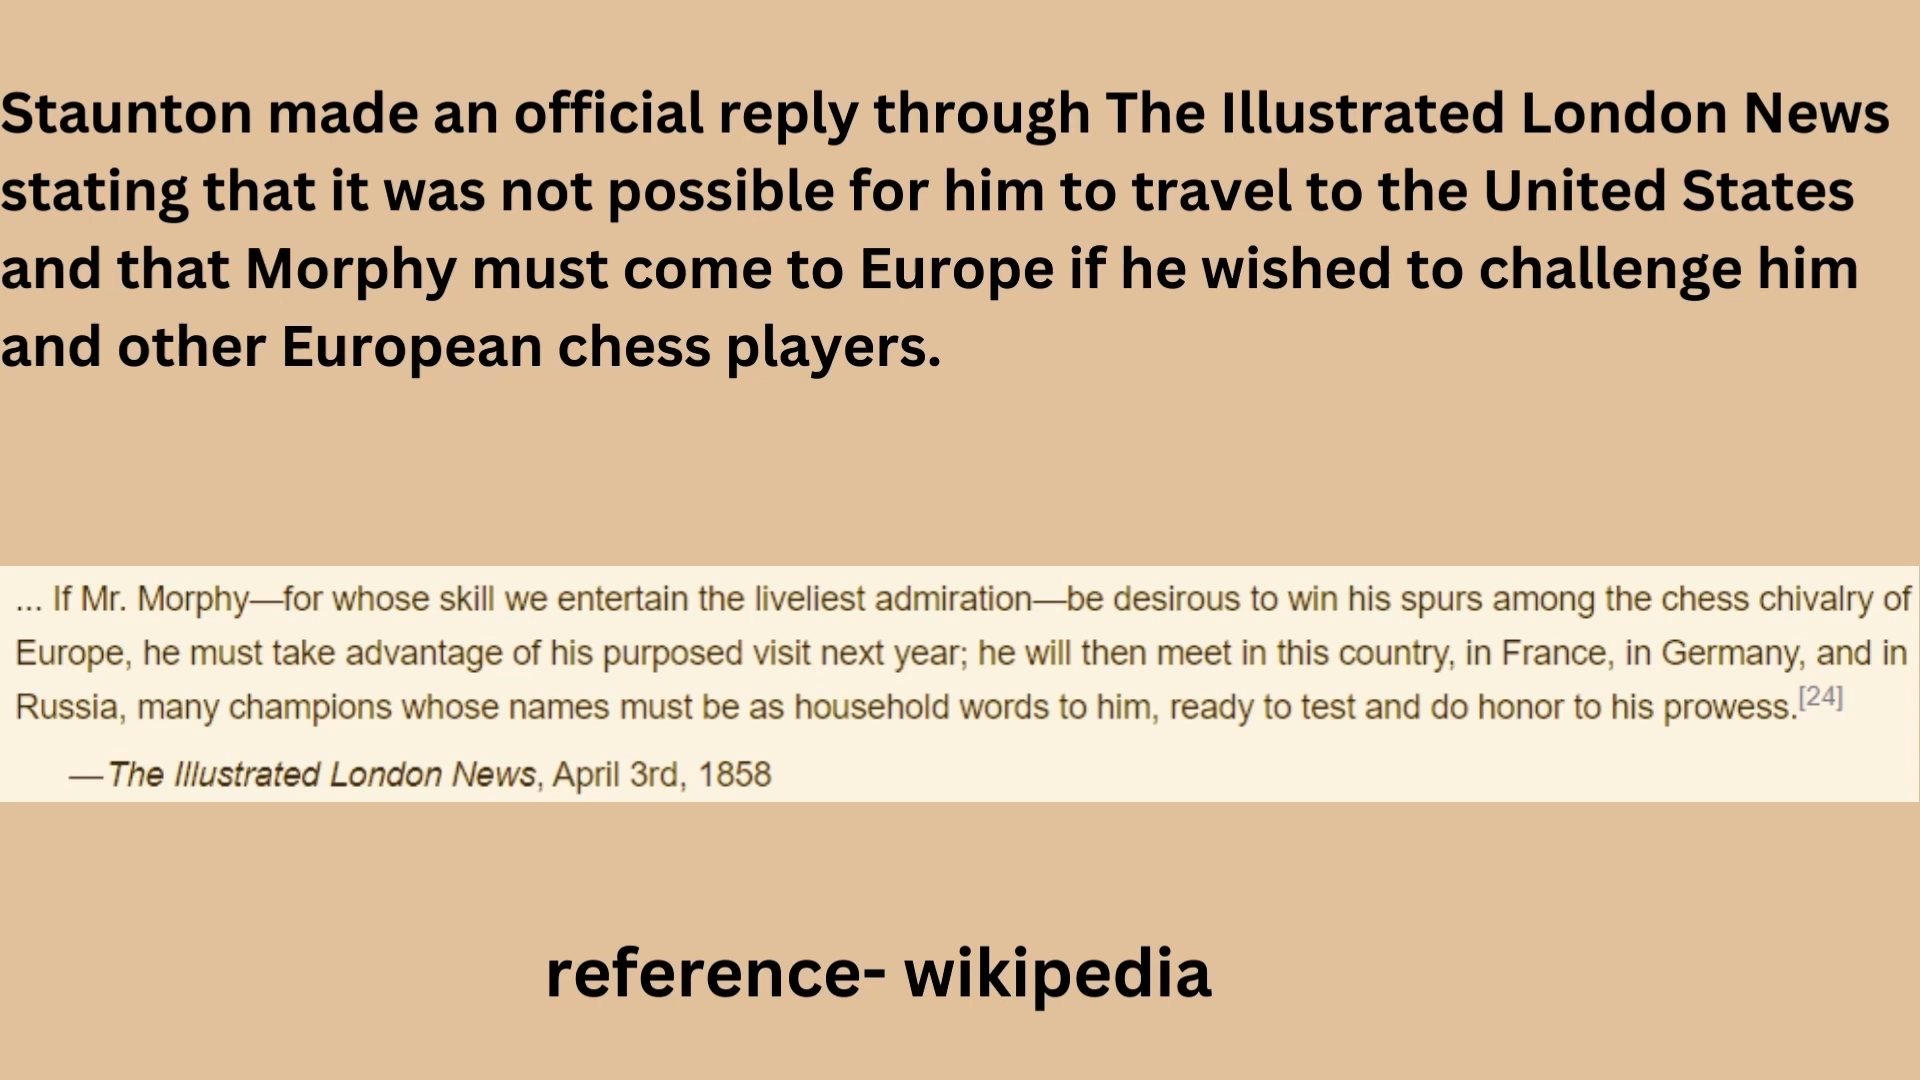 Staunton made an official reply through The Illustrated London News
stating that it was not possible for him to travel to the United States
and that Morphy must come to Europe if he wished to challenge him
and other European chess players.
... If Mr. Morphy—for whose skill we entertain the liveliest admiration—be desirous to win his spurs among the chess chivalry of
Europe, he must take advantage of his purposed visit next year; he will then meet in this country, in France, in Germany, and in
Russia, many champions whose names must be as household words to him, ready to test and do honor to his prowess.[24]
— The Illustrated London News, April 3rd, 1858
reference- wikipedia